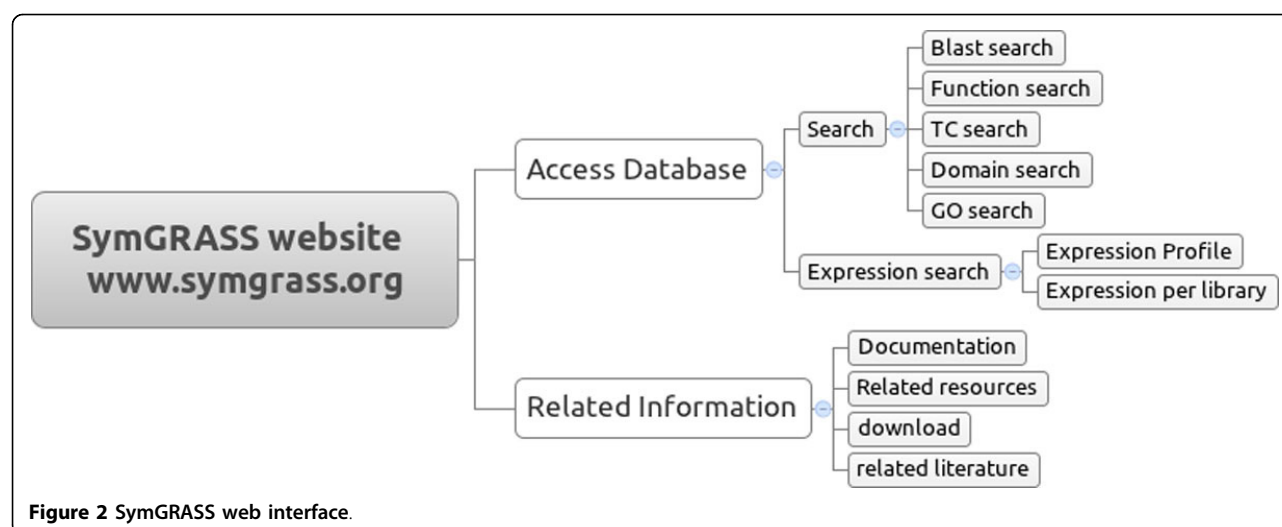 SymGRASS website
www.symgrass.org
Access Database
Search
Blast search
Function search
TC search
Domain search
GO search
Expression search
Expression Profile
Expression per library
Related Information
Documentation
Related resources
download
related literature
Figure 2 SymGRASS web interface.